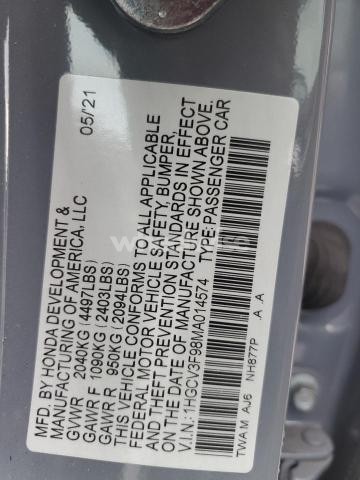 MFD. BY HONDA DEVELOPMENT &
MANUFACTURING OF AMERICA, LLC 05/'21
GVWR 2040KG (4497LBS)
GAWR F 1090KG (2403LBS)
GAWR R 950KG (2094LBS)
THIS VEHICLE CONFORMS TO ALL APPLICABLE
FEDERAL MOTOR VEHICLE SAFETY, BUMPER,
AND THEFT PREVENTION STANDARDS IN EFFECT
ON THE DATE OF MANUFACTURE SHOWN ABOVE.
V.I.N.: 1HGCV3F98MA014574 TYPE: PASSENGER CAR
TWA M AJ6 NH877P A A